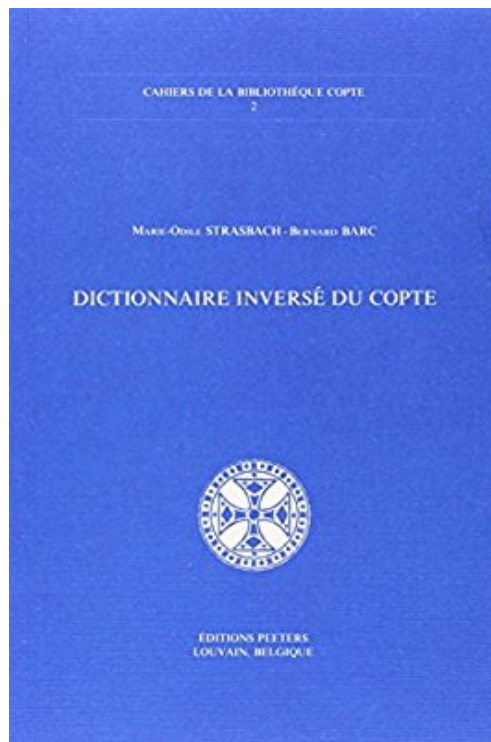 CAHIERS DE LA BIBLIOTHÈQUE COPTE
2
MARIE-ODILE STRASBACH - BERNARD BARC
DICTIONNAIRE INVERSÉ DU COPTE
ÉDITIONS PEETERS
LOUVAIN, BELGIQUE